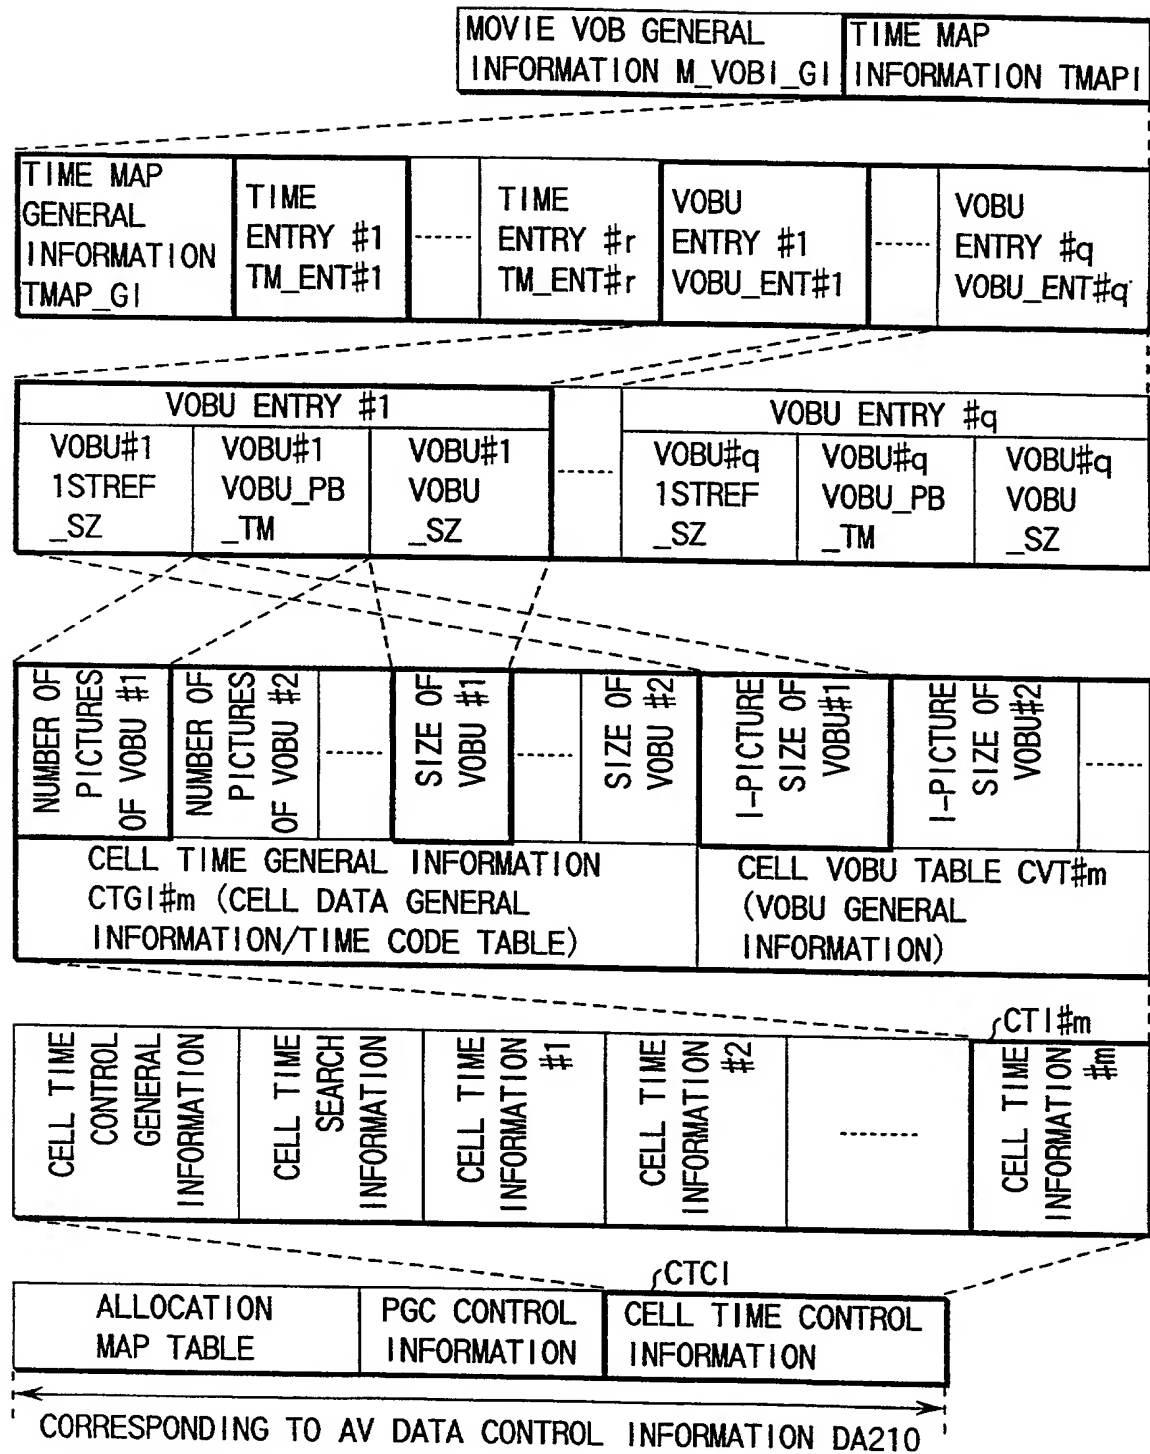 MOVIE VOB GENERAL
INFORMATION M_VOBI_GI
TIME MAP
INFORMATION TMAPI
TIME MAP
GENERAL
INFORMATION
TMAP_GI
TIME
ENTRY #1
TM_ENT#1
TIME
ENTRY #r
TM_ENT#r
VOBU
ENTRY #1
VOBU_ENT#1
VOBU
ENTRY #q
VOBU_ENT#q
VOBU ENTRY #1
VOBU#1
1STREF
_SZ
VOBU#1
VOBU_PB
_TM
VOBU#1
VOBU
_SZ
VOBU ENTRY #q
VOBU#q
1STREF
_SZ
VOBU#q
VOBU_PB
_TM
VOBU#q
VOBU
_SZ
NUMBER OF
PICTURES
OF VOBU #1
NUMBER OF
PICTURES
OF VOBU #2
SIZE OF
VOBU #1
SIZE OF
VOBU #2
I-PICTURE
SIZE OF
VOBU#1
I-PICTURE
SIZE OF
VOBU#2
CELL TIME GENERAL INFORMATION
CTGI#m (CELL DATA GENERAL
INFORMATION/TIME CODE TABLE)
CELL VOBU TABLE CVT#m
(VOBU GENERAL
INFORMATION)
CTI#m
CELL TIME
CONTROL
GENERAL
INFORMATION
CELL TIME
SEARCH
INFORMATION
CELL TIME
INFORMATION
#1
CELL TIME
INFORMATION
#2
CELL TIME
INFORMATION
#m
CTCI
ALLOCATION
MAP TABLE
PGC CONTROL
INFORMATION
CELL TIME CONTROL
INFORMATION
CORRESPONDING TO AV DATA CONTROL INFORMATION DA210